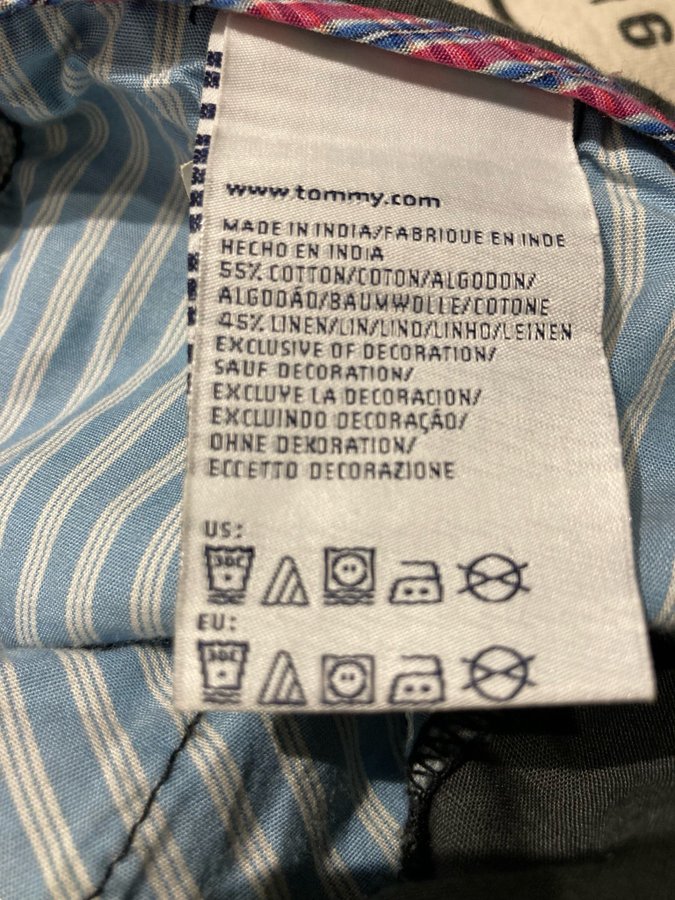 www.tommy.com
MADE IN INDIA/FABRIQUE EN INDE
HECHO EN INDIA
55% COTTON/COTON/ALGODON/
ALGODÃO/BAUMWOLLE/COTONE
45% LINEN/LIN/LINO/LINHO/LEINEN
EXCLUSIVE OF DECORATION/
SAUF DECORATION/
EXCLUYE LA DECORACION/
EXCLUINDO DECORAÇÃO/
OHNE DEKORATION/
ECCETTO DECORAZIONE
US:
30C
EU:
30C